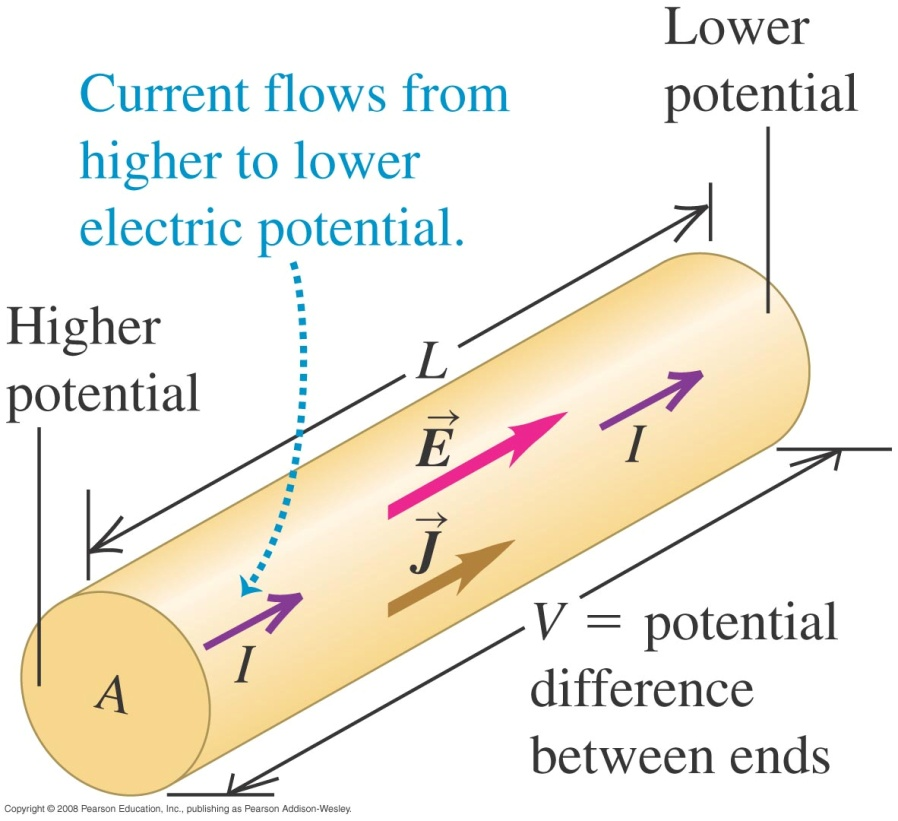 Lower
potential
Current flows from
higher to lower
electric potential.
Higher
potential
L
E
I
J
I
A
V = potential
difference
between ends
Copyright © 2008 Pearson Education, Inc., publishing as Pearson Addison-Wesley.